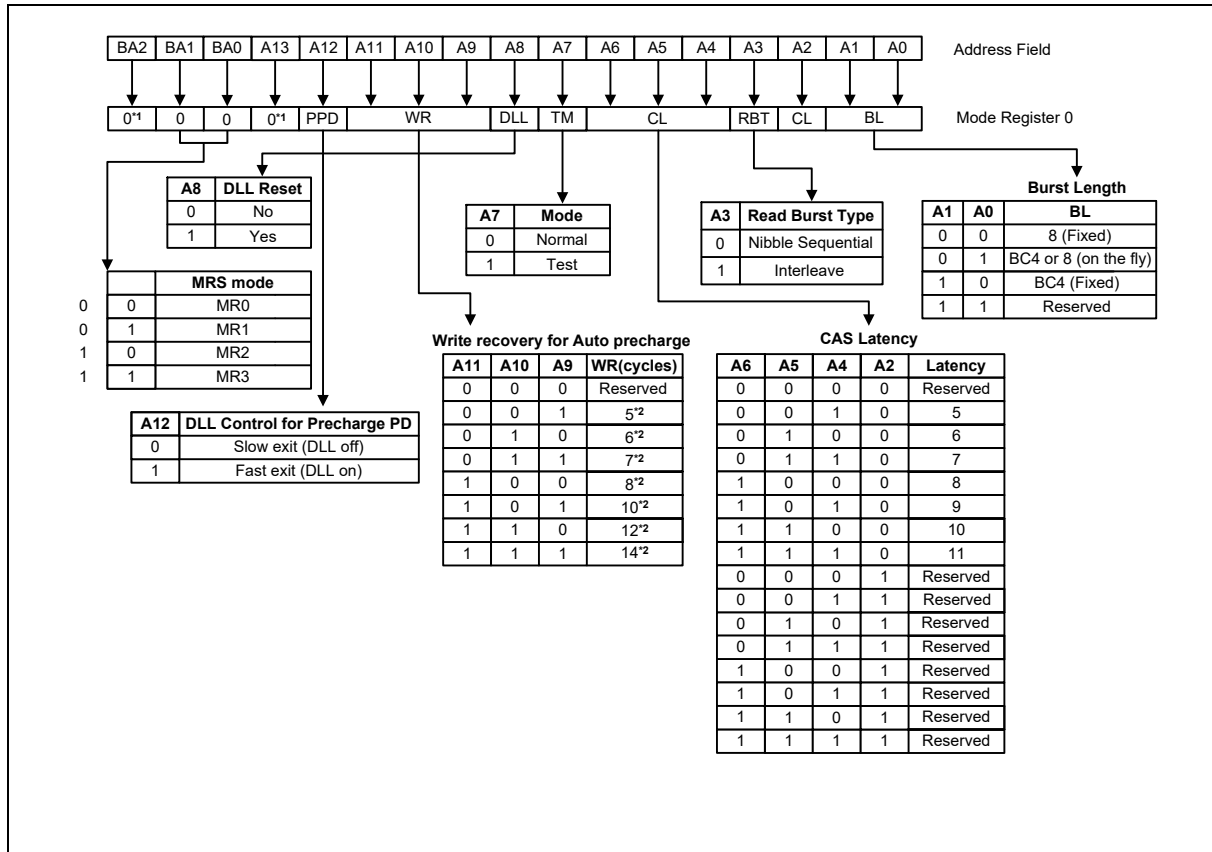 BA2 BA1 BA0 A13 A12 A11 A10 A9 A8 A7 A6 A5 A4 A3 A2 A1 A0 Address Field
0*1 0 0 0*1 PPD WR DLL TM CL RBT CL BL Mode Register 0
A8 DLL Reset
0 No
1 Yes
A7 Mode
0 Normal
1 Test
A3 Read Burst Type
0 Nibble Sequential
1 Interleave
Burst Length
A1 A0 BL
0 0 8 (Fixed)
0 1 BC4 or 8 (on the fly)
1 0 BC4 (Fixed)
1 1 Reserved
MRS mode
0 0 MR0
0 1 MR1
1 0 MR2
1 1 MR3
A12 DLL Control for Precharge PD
0 Slow exit (DLL off)
1 Fast exit (DLL on)
Write recovery for Auto precharge
A11 A10 A9 WR(cycles)
0 0 0 Reserved
0 0 1 5*2
0 1 0 6*2
0 1 1 7*2
1 0 0 8*2
1 0 1 10*2
1 1 0 12*2
1 1 1 14*2
CAS Latency
A6 A5 A4 A2 Latency
0 0 0 0 Reserved
0 0 1 0 5
0 1 0 0 6
0 1 1 0 7
1 0 0 0 8
1 0 1 0 9
1 1 0 0 10
1 1 1 0 11
0 0 0 1 Reserved
0 0 1 1 Reserved
0 1 0 1 Reserved
0 1 1 1 Reserved
1 0 0 1 Reserved
1 0 1 1 Reserved
1 1 0 1 Reserved
1 1 1 1 Reserved